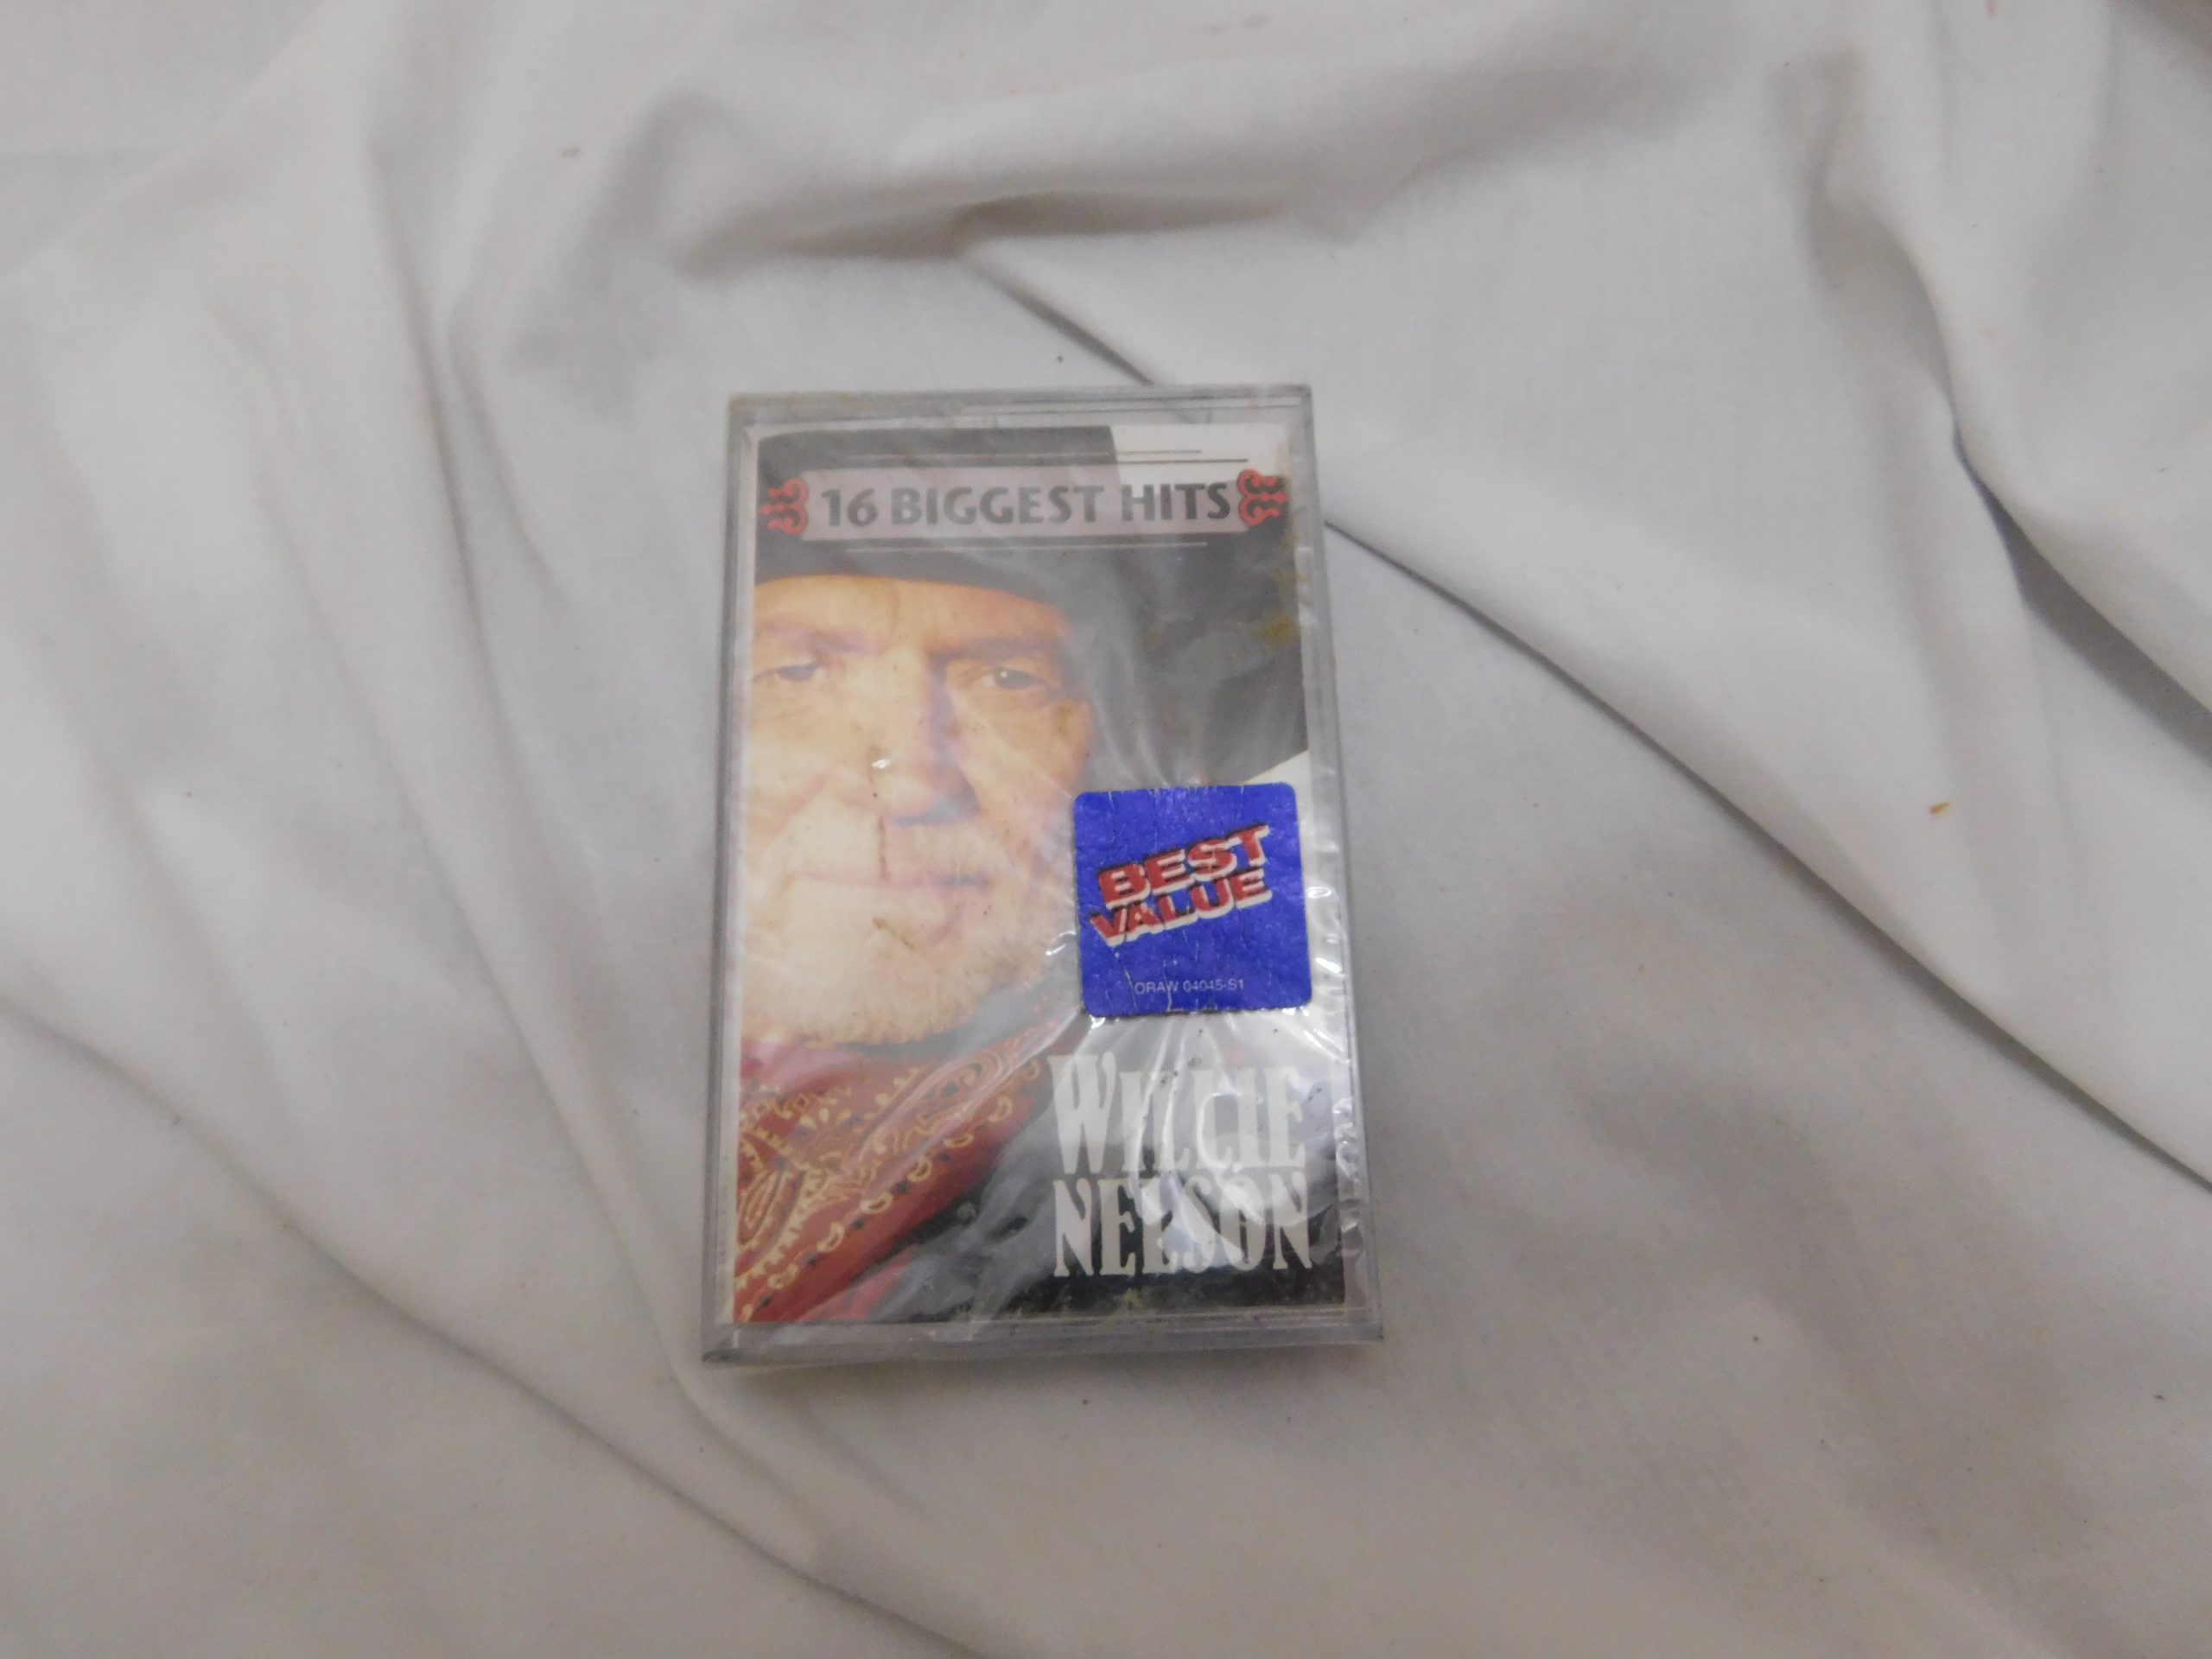 16 BIGGEST HITS
BEST
VALUE
ORAW 04045-S1
WILLIE
NELSON